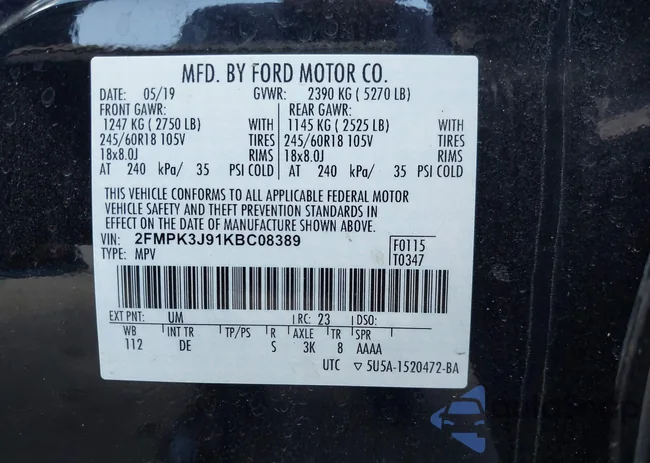 MFD. BY FORD MOTOR CO.
DATE: 05/19 GVWR: 2390 KG ( 5270 LB)
FRONT GAWR: REAR GAWR:
1247 KG ( 2750 LB) WITH 1145 KG ( 2525 LB) WITH
245/60R18 105V TIRES 245/60R18 105V TIRES
18x8.0J RIMS 18x8.0J RIMS
AT 240 kPa/ 35 PSI COLD AT 240 kPa/ 35 PSI COLD
THIS VEHICLE CONFORMS TO ALL APPLICABLE FEDERAL MOTOR
VEHICLE SAFETY AND THEFT PREVENTION STANDARDS IN
EFFECT ON THE DATE OF MANUFACTURE SHOWN ABOVE.
VIN: 2FMPK3J91KBC08389 F0115
TYPE: MPV T0347
EXT PNT: UM RC: 23 DSO:
WB INT TR TP/PS R AXLE TR SPR
112 DE S 3K 8 AAAA
UTC ▽ 5U5A-1520472-BA